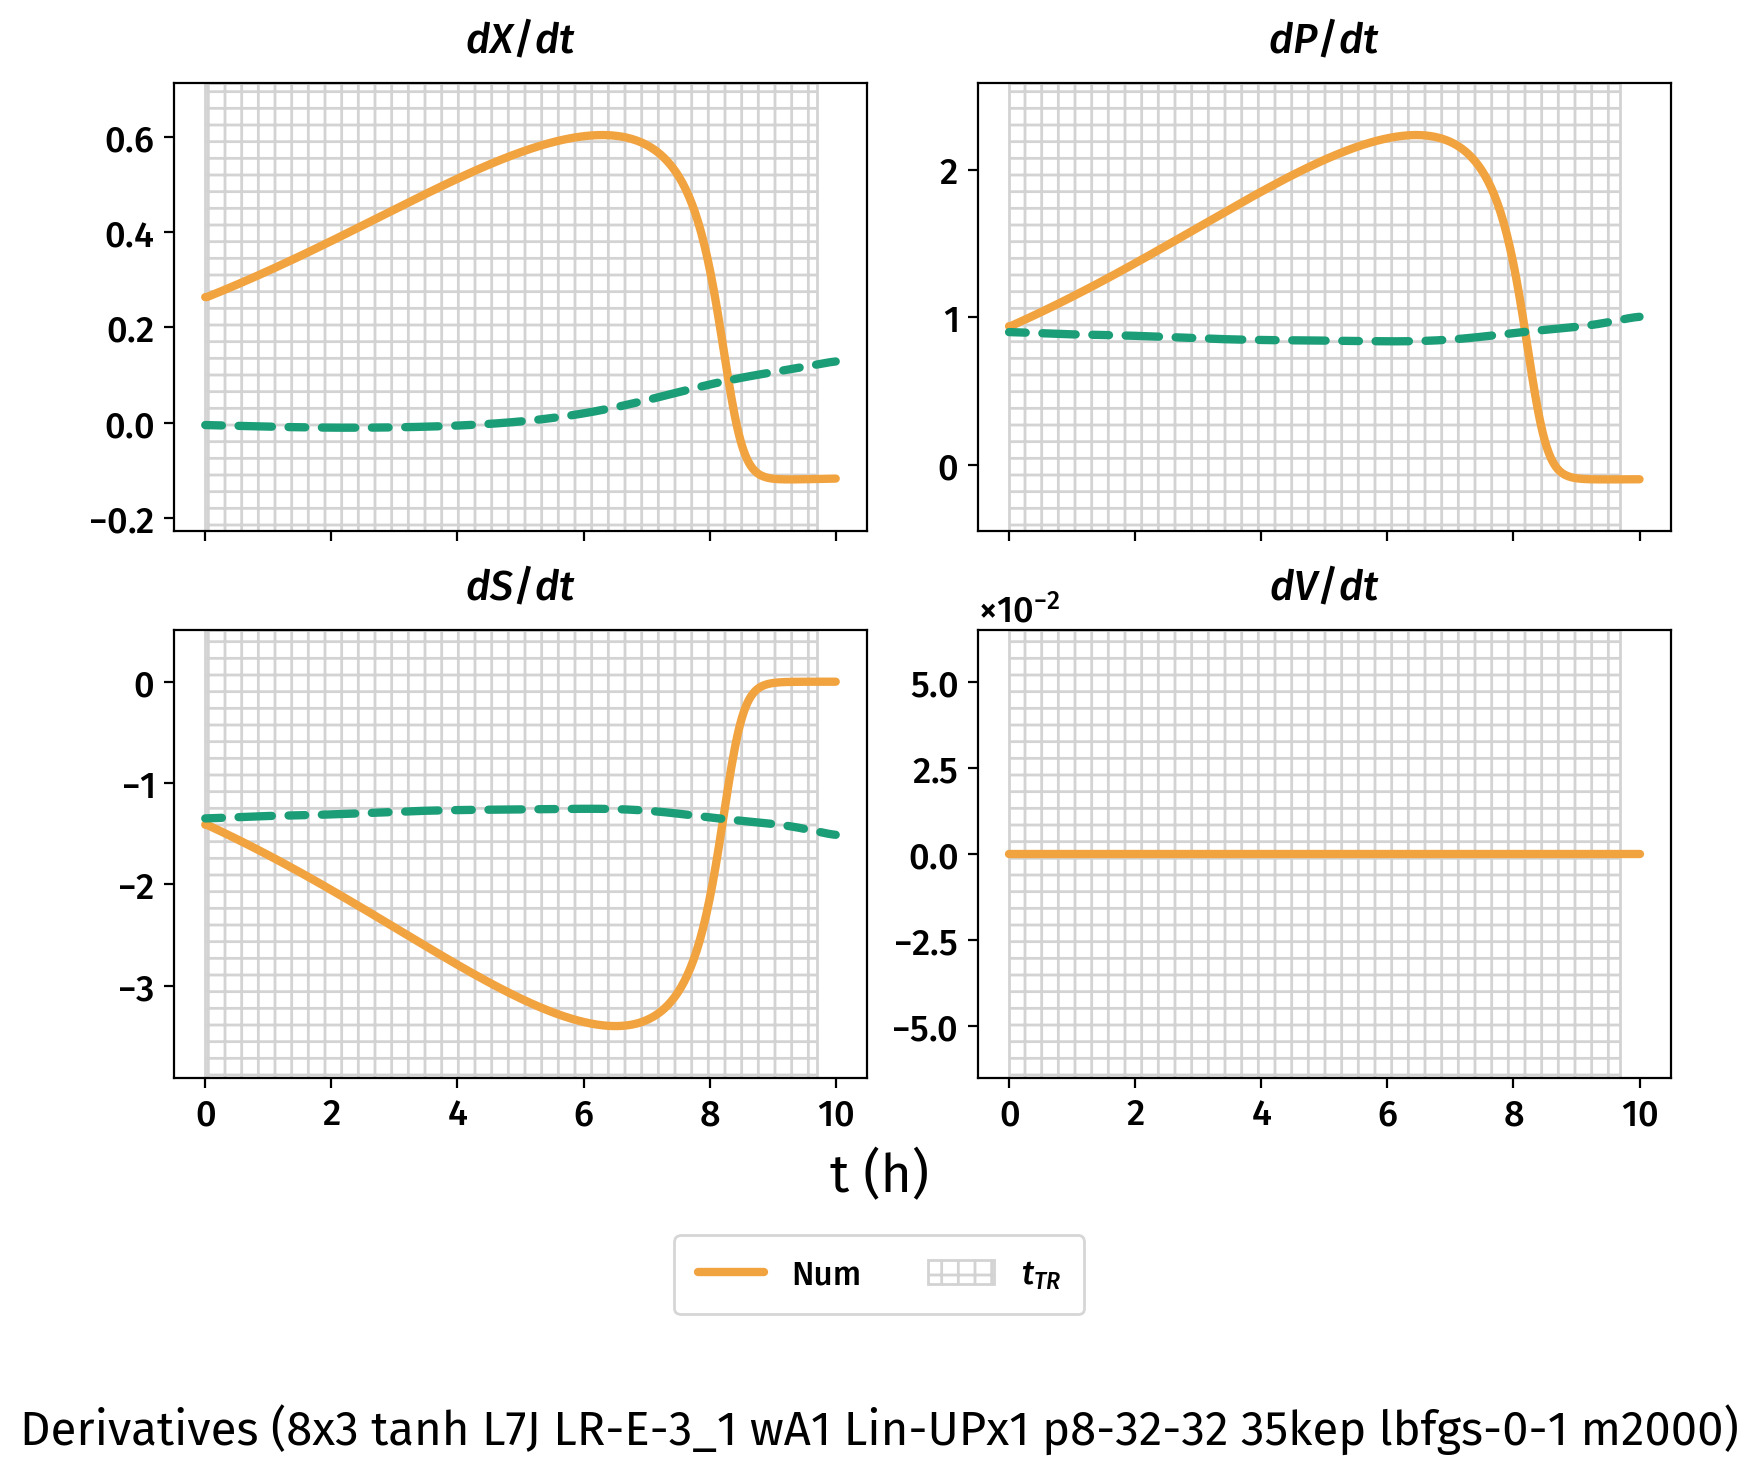 dX/dt
dP/dt
0.6
0.4
0.2
0.0
−0.2
2
1
0
dS/dt
dV/dt
×10−2
0
−1
−2
−3
5.0
2.5
0.0
−2.5
−5.0
0 2 4 6 8 10
0 2 4 6 8 10
t (h)
Num tTR
Derivatives (8x3 tanh L7J LR-E-3_1 wA1 Lin-UPx1 p8-32-32 35kep lbfgs-0-1 m2000)